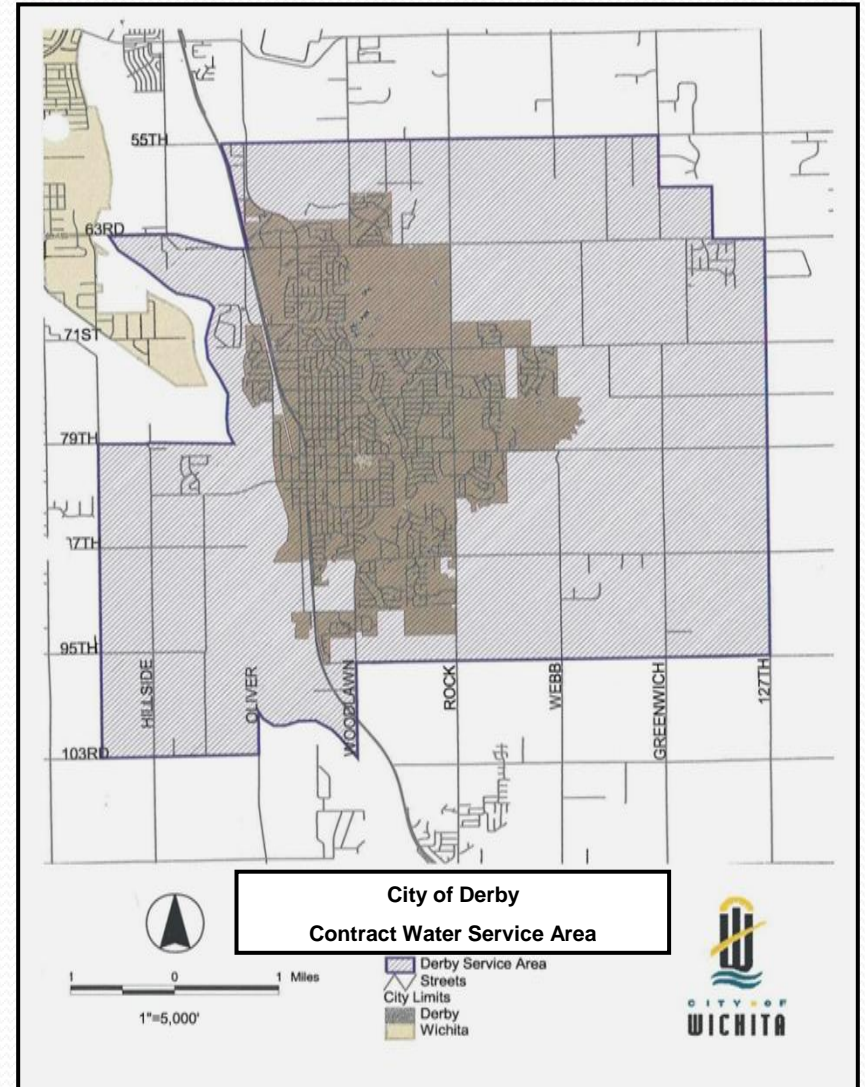 55TH
63RD
71ST
79TH
95TH
103RD
HILLSIDE
OLIVER
WOODLAWN
ROCK
WEBB
GREENWICH
127TH
City of Derby
Contract Water Service Area
1 0 1 Miles
1"=5,000'
Derby Service Area
Streets
City Limits
Derby
Wichita
CITY OF
WICHITA